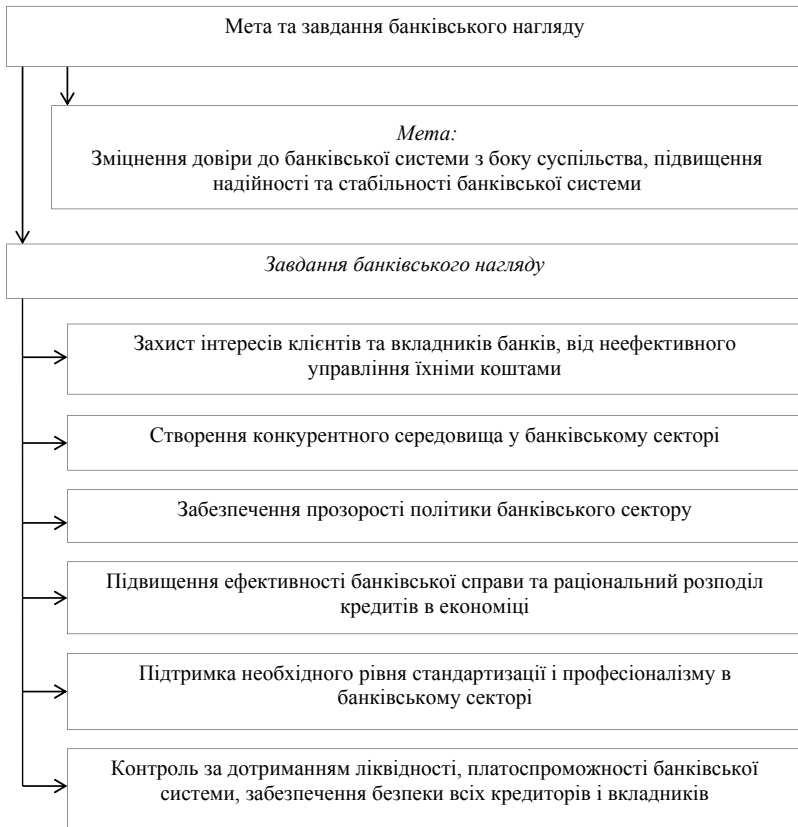 Мета та завдання банківського нагляду
Мета:
Зміцнення довіри до банківської системи з боку суспільства, підвищення
надійності та стабільності банківської системи
Завдання банківського нагляду
Захист інтересів клієнтів та вкладників банків, від неефективного
управління їхніми коштами
Створення конкурентного середовища у банківському секторі
Забезпечення прозорості політики банківського сектору
Підвищення ефективності банківської справи та раціональний розподіл
кредитів в економіці
Підтримка необхідного рівня стандартизації і професіоналізму в
банківському секторі
Контроль за дотриманням ліквідності, платоспроможності банківської
системи, забезпечення безпеки всіх кредиторів і вкладників